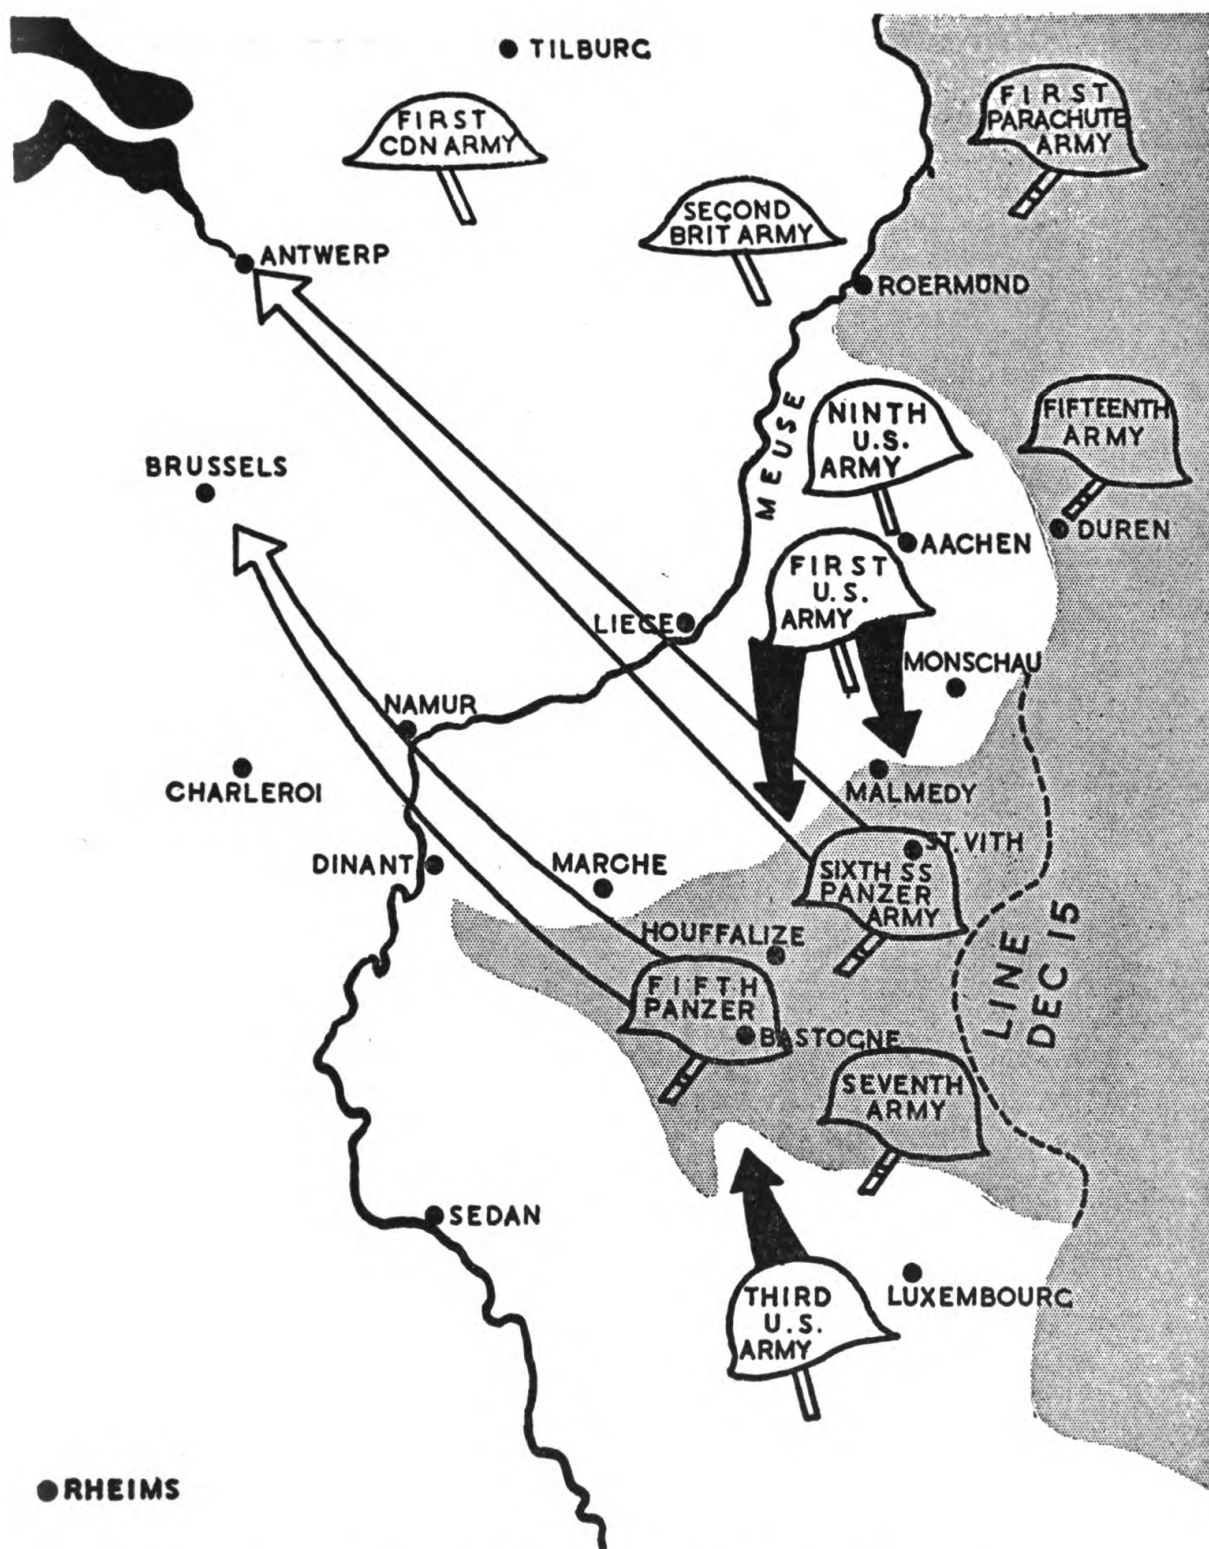 TILBURG
FIRST
CDN ARMY
FIRST
PARACHUTE
ARMY
SECOND
BRIT ARMY
ANTWERP
ROERMÜND
MEUSE
NINTH
U.S.
ARMY
FIFTEENTH
ARMY
BRUSSELS
AACHEN
DUREN
FIRST
U.S.
ARMY
LIEGE
MONSCHAU
NAMUR
CHARLEROI
MALMEDY
DINANT
MARCHE
ST. VITH
SIXTH SS
PANZER
ARMY
HOUFFALIZE
LINE
DEC 15
FIFTH
PANZER
BASTOGNE
SEVENTH
ARMY
SEDAN
THIRD
U.S.
ARMY
LUXEMBOURG
RHEIMS